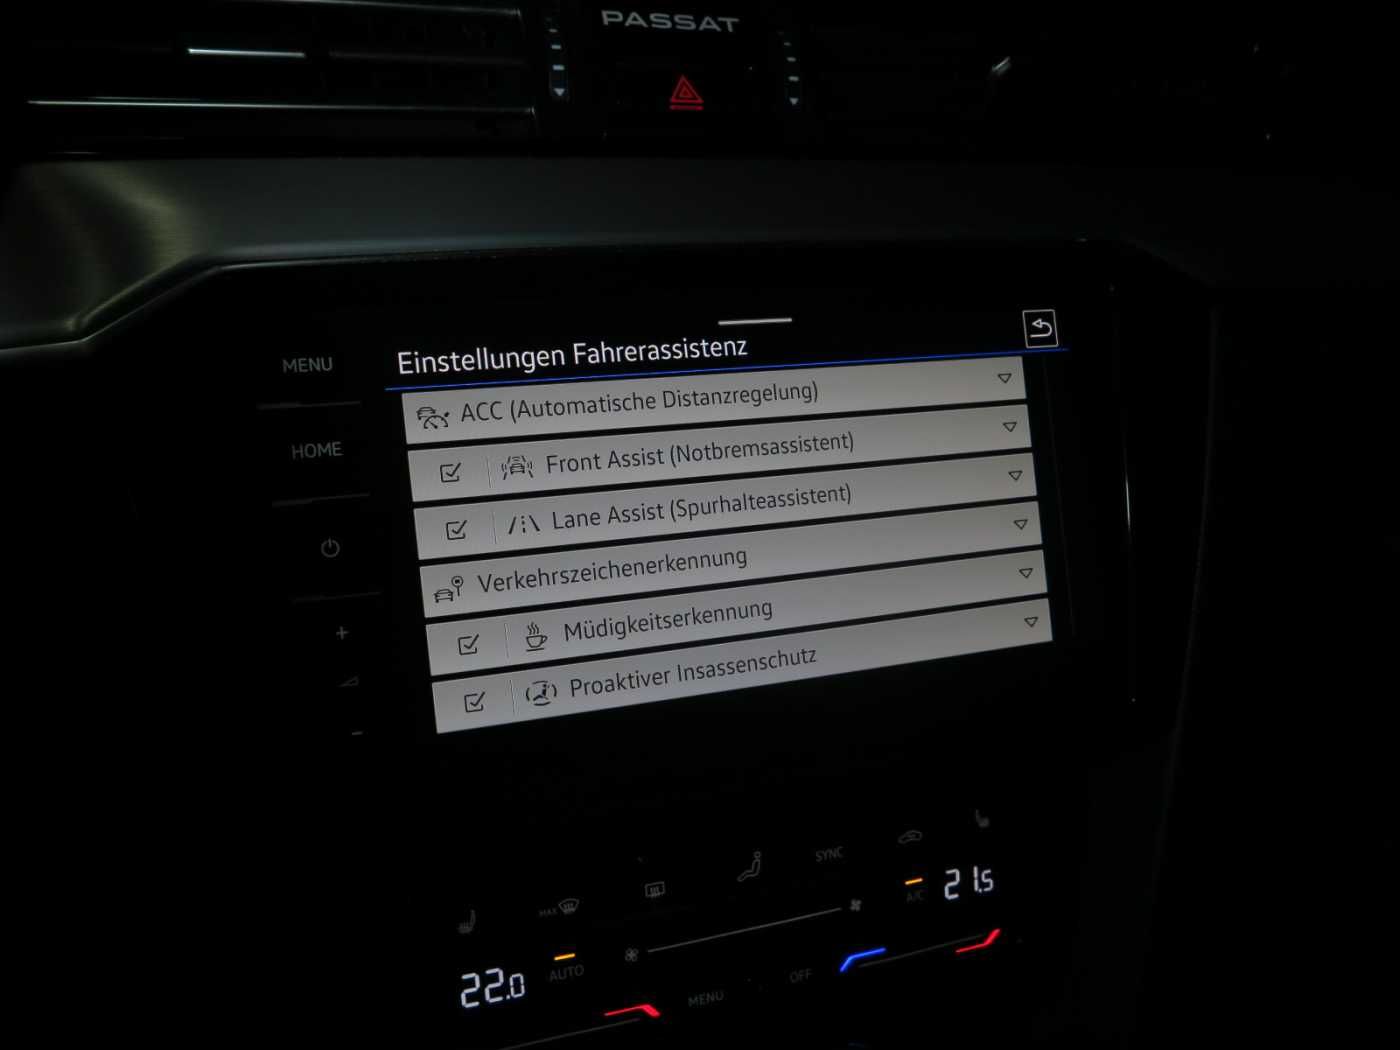 PASSAT
MENU
HOME
Einstellungen Fahrerassistenz
ACC (Automatische Distanzregelung)
Front Assist (Notbremsassistent)
Lane Assist (Spurhalteassistent)
Verkehrszeichenerkennung
Müdigkeitserkennung
Proaktiver Insassenschutz
+
-
MAX
SYNC
A/C
21.5
22.0
AUTO
MENU
OFF